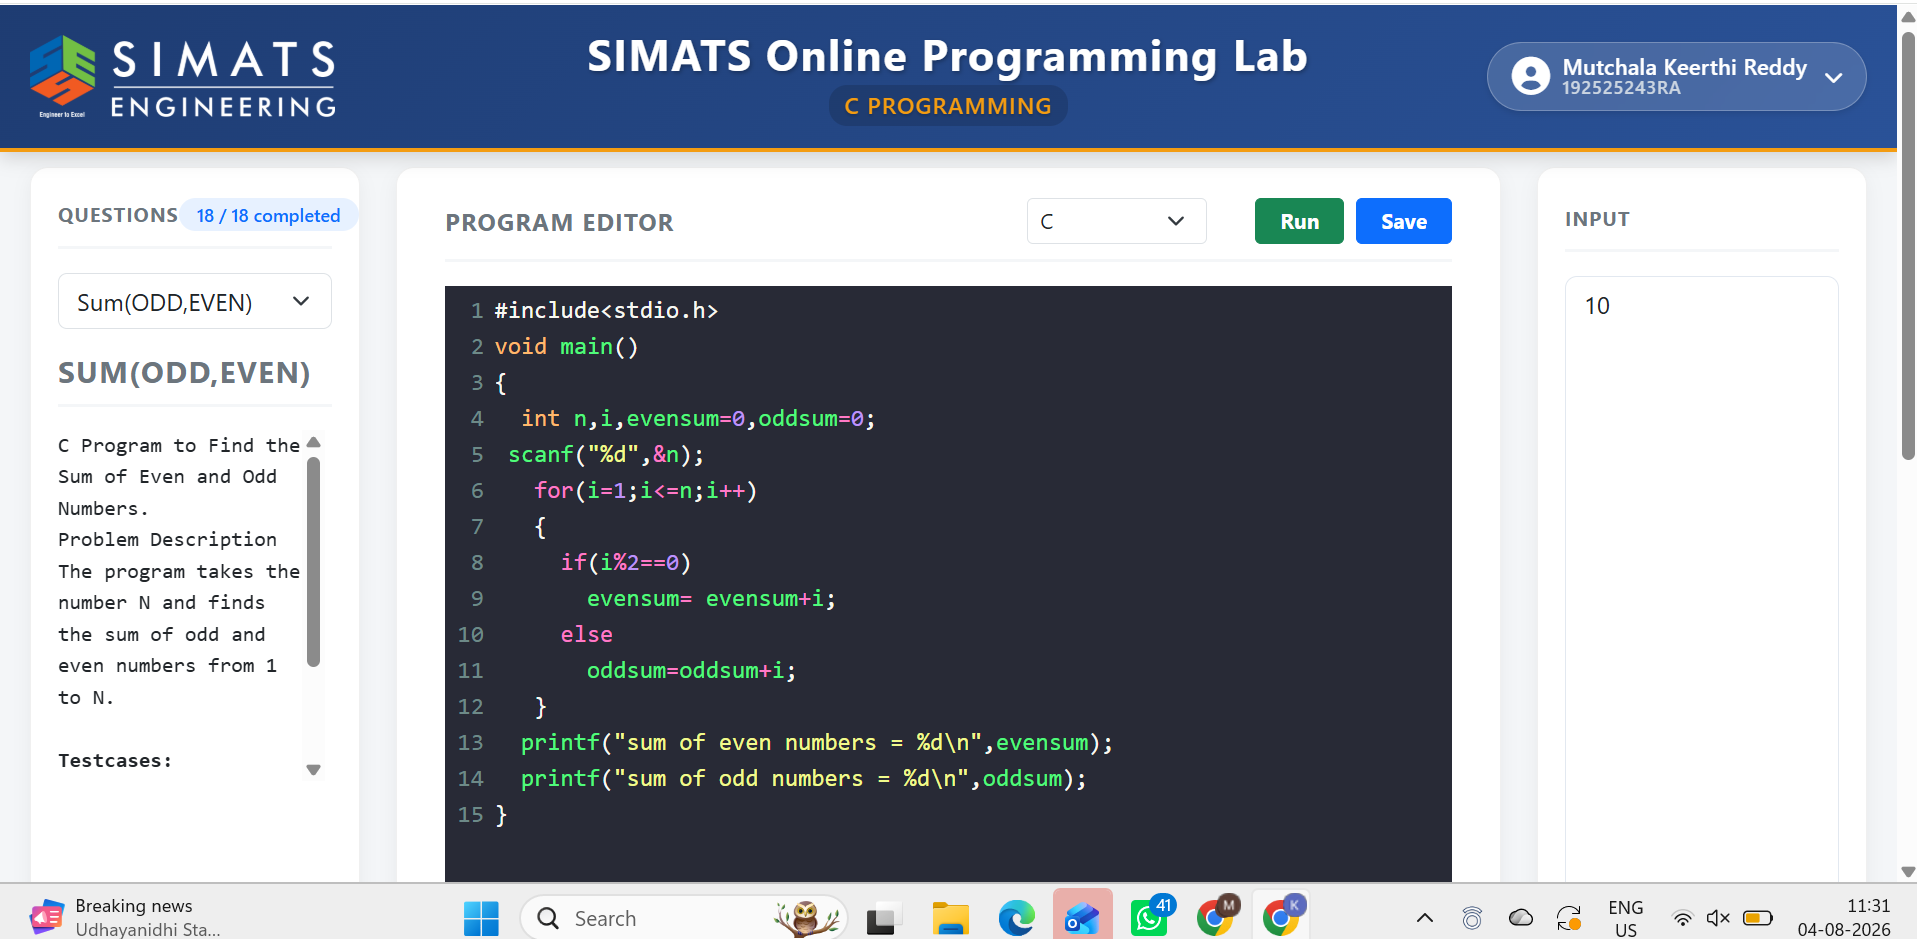 SIMATS
ENGINEERING
Engineer to Excel
SIMATS Online Programming Lab
C PROGRAMMING
Mutchala Keerthi Reddy
192525243RA
QUESTIONS
18 / 18 completed
Sum(ODD,EVEN)
SUM(ODD,EVEN)
C Program to Find the
Sum of Even and Odd
Numbers.
Problem Description
The program takes the
number N and finds
the sum of odd and
even numbers from 1
to N.
Testcases:
PROGRAM EDITOR
C
Run
Save
1 #include<stdio.h>
2 void main()
3 {
4   int n,i,evensum=0,oddsum=0;
5  scanf("%d",&n);
6    for(i=1;i<=n;i++)
7    {
8      if(i%2==0)
9        evensum= evensum+i;
10      else
11        oddsum=oddsum+i;
12    }
13   printf("sum of even numbers = %d\n",evensum);
14   printf("sum of odd numbers = %d\n",oddsum);
15 }
INPUT
10
Breaking news
Udhayanidhi Sta...
Search
41
M
K
ENG
US
11:31
04-08-2026